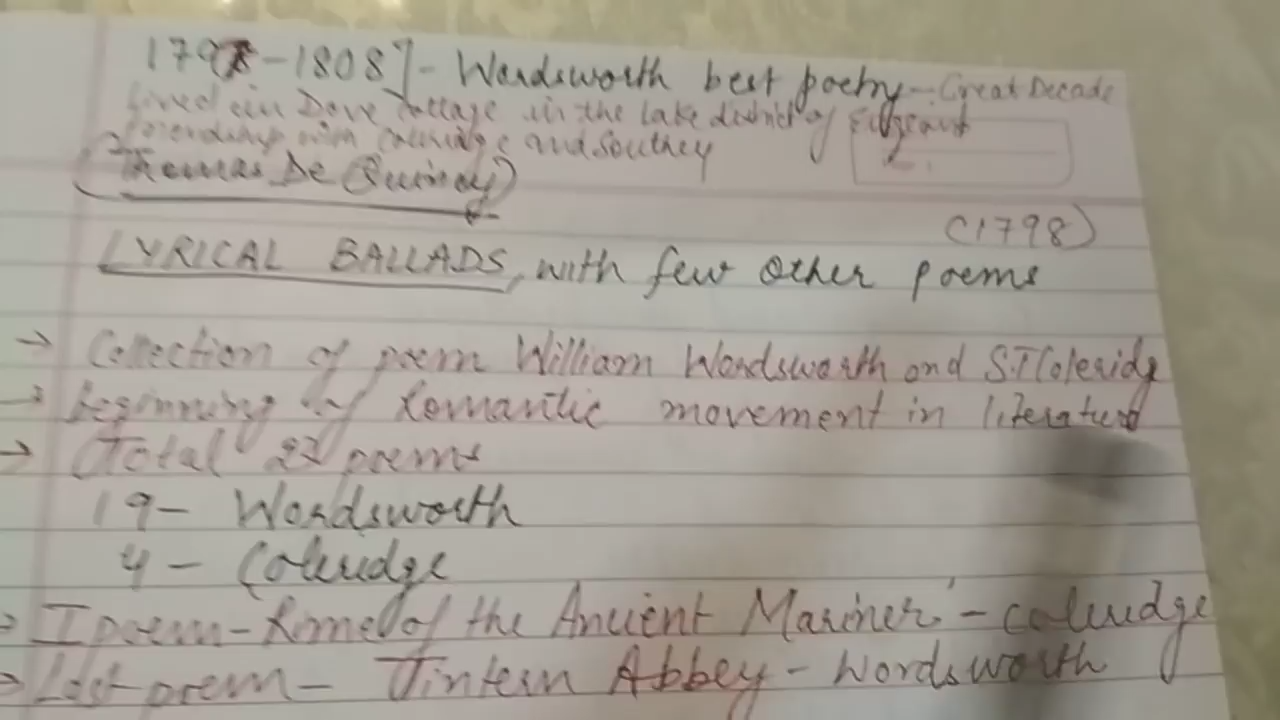 1797-1808]- Wordsworth best poetry - Great Decade
lived in Dove Cottage in the lake district of
friendship with Coleridge and Southey
(Thomas De Quincey)
(1798)
LYRICAL BALLADS, with few other poems
→ Collection of poem William Wordsworth and S.T Coleridge
→ Beginning of Romantic movement in literature
→ Total 23 poems
19- Wordsworth
4 - Coleridge
→ I poem - Rime of the Ancient Mariner' - Coleridge
→ Last poem - Tintern Abbey - Wordsworth